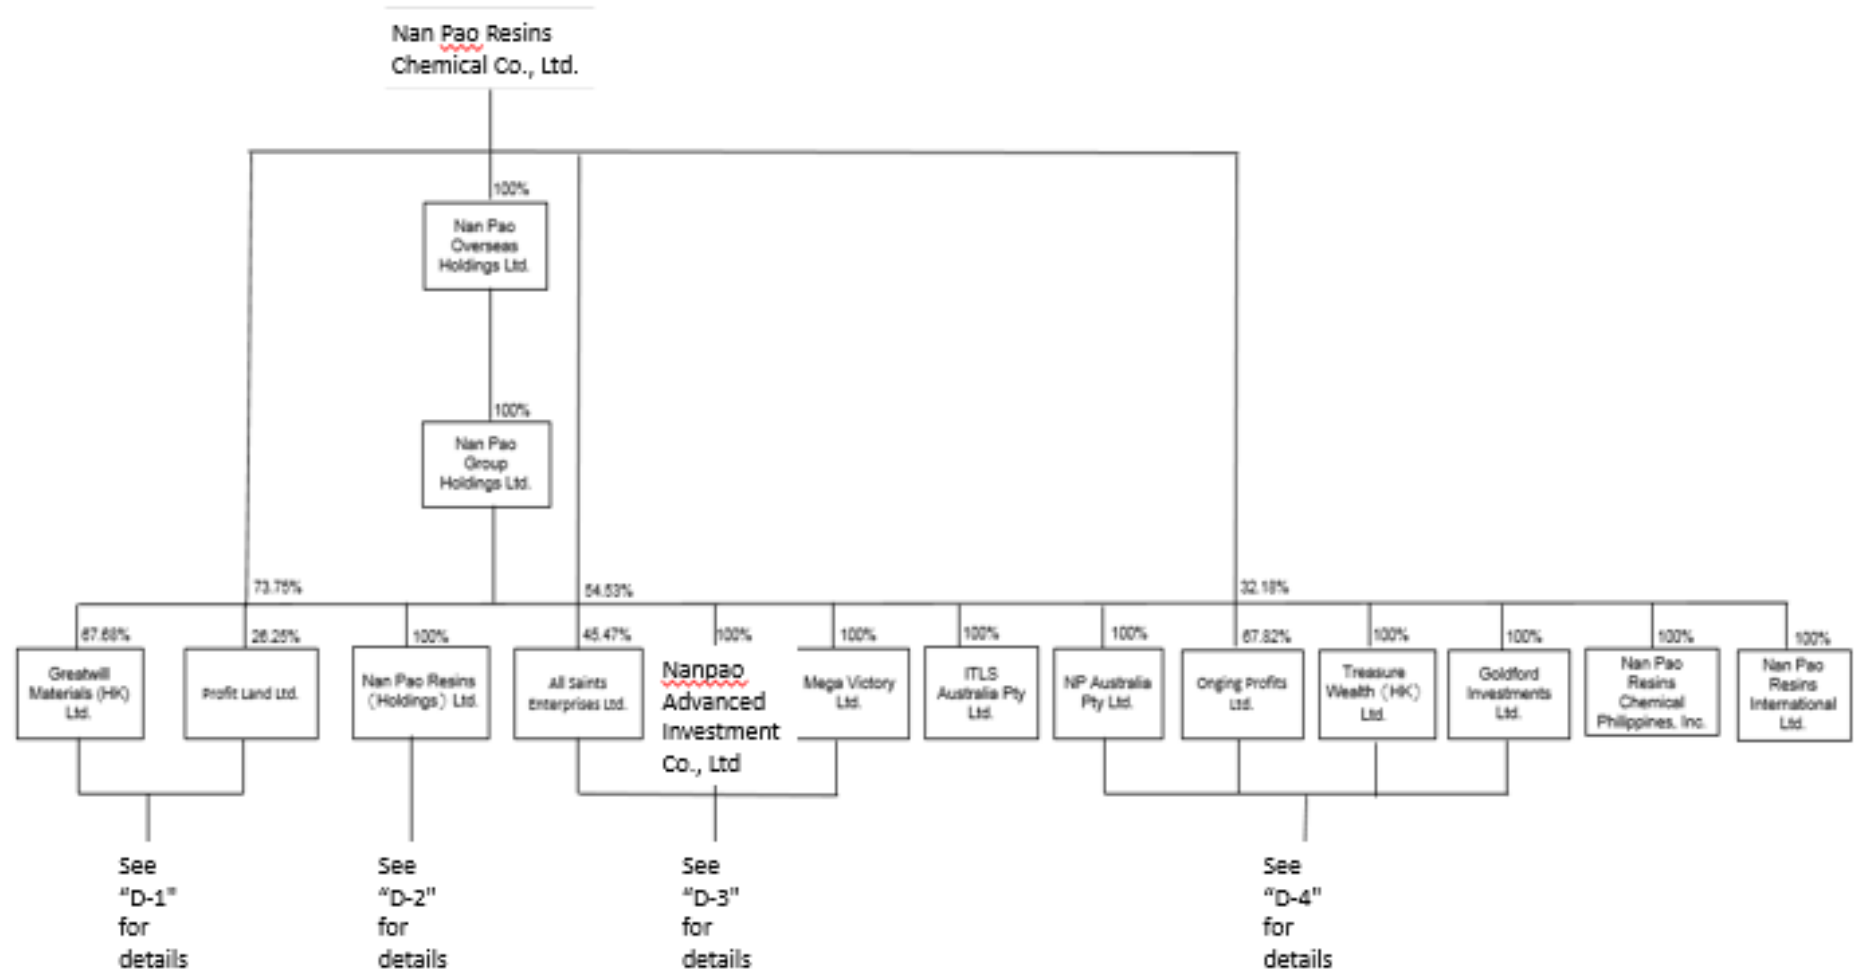 Nan Pao Resins
Chemical Co., Ltd.
100%
Nan Pao
Overseas
Holdings Ltd.
100%
Nan Pao
Group
Holdings Ltd.
73.75%
54.53%
32.18%
67.68%
26.25%
100%
45.47%
100%
100%
100%
100%
67.82%
100%
100%
100%
100%
Greatwill
Materials (HK)
Ltd.
Profit Land Ltd.
Nan Pao Resins
(Holdings) Ltd.
All Saints
Enterprises Ltd.
Nanpao
Advanced
Investment
Co., Ltd
Mega Victory
Ltd.
ITLS
Australia Pty
Ltd.
NP Australia
Pty Ltd.
Onging Profits
Ltd.
Treasure
Wealth (HK)
Ltd.
Goldford
Investments
Ltd.
Nan Pao
Resins
Chemical
Philippines, Inc.
Nan Pao
Resins
International
Ltd.
See
“D-1"
for
details
See
“D-2"
for
details
See
“D-3"
for
details
See
“D-4"
for
details